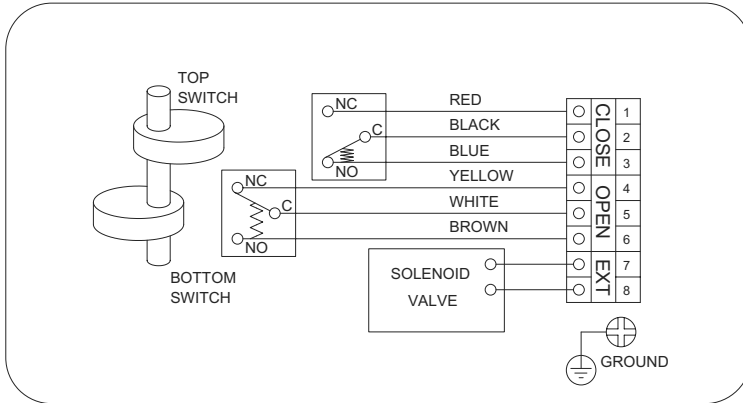 TOP
SWITCH
BOTTOM
SWITCH
NC
C
NO
NC
C
NO
RED
BLACK
BLUE
YELLOW
WHITE
BROWN
SOLENOID
VALVE
CLOSE
OPEN
EXT
1
2
3
4
5
6
7
8
GROUND